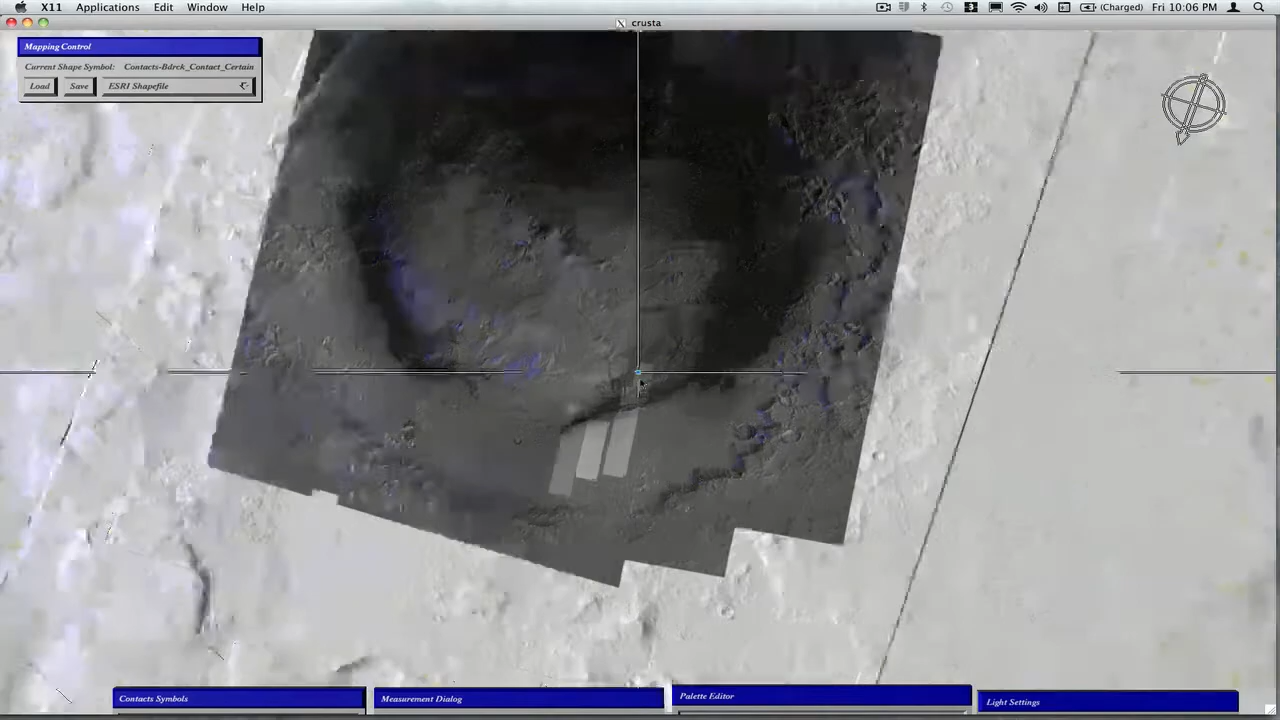 X11 Applications Edit Window Help
(Charged) Fri 10:06 PM
crusta
Mapping Control
Current Shape Symbol: Contacts-Bdrck_Contact_Certain
Load Save ESRI Shapefile
Contacts Symbols
Measurement Dialog
Palette Editor
Light Settings